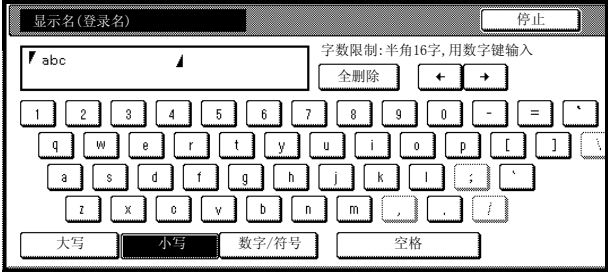 显示名(登录名) 停止
abc
字数限制:半角16字,用数字键输入
全删除 ← →
1 2 3 4 5 6 7 8 9 0 - = `
q w e r t y u i o p [ ] \
a s d f g h j k l ; `
z x c v b n m , . /
大写 小写 数字/符号 空格